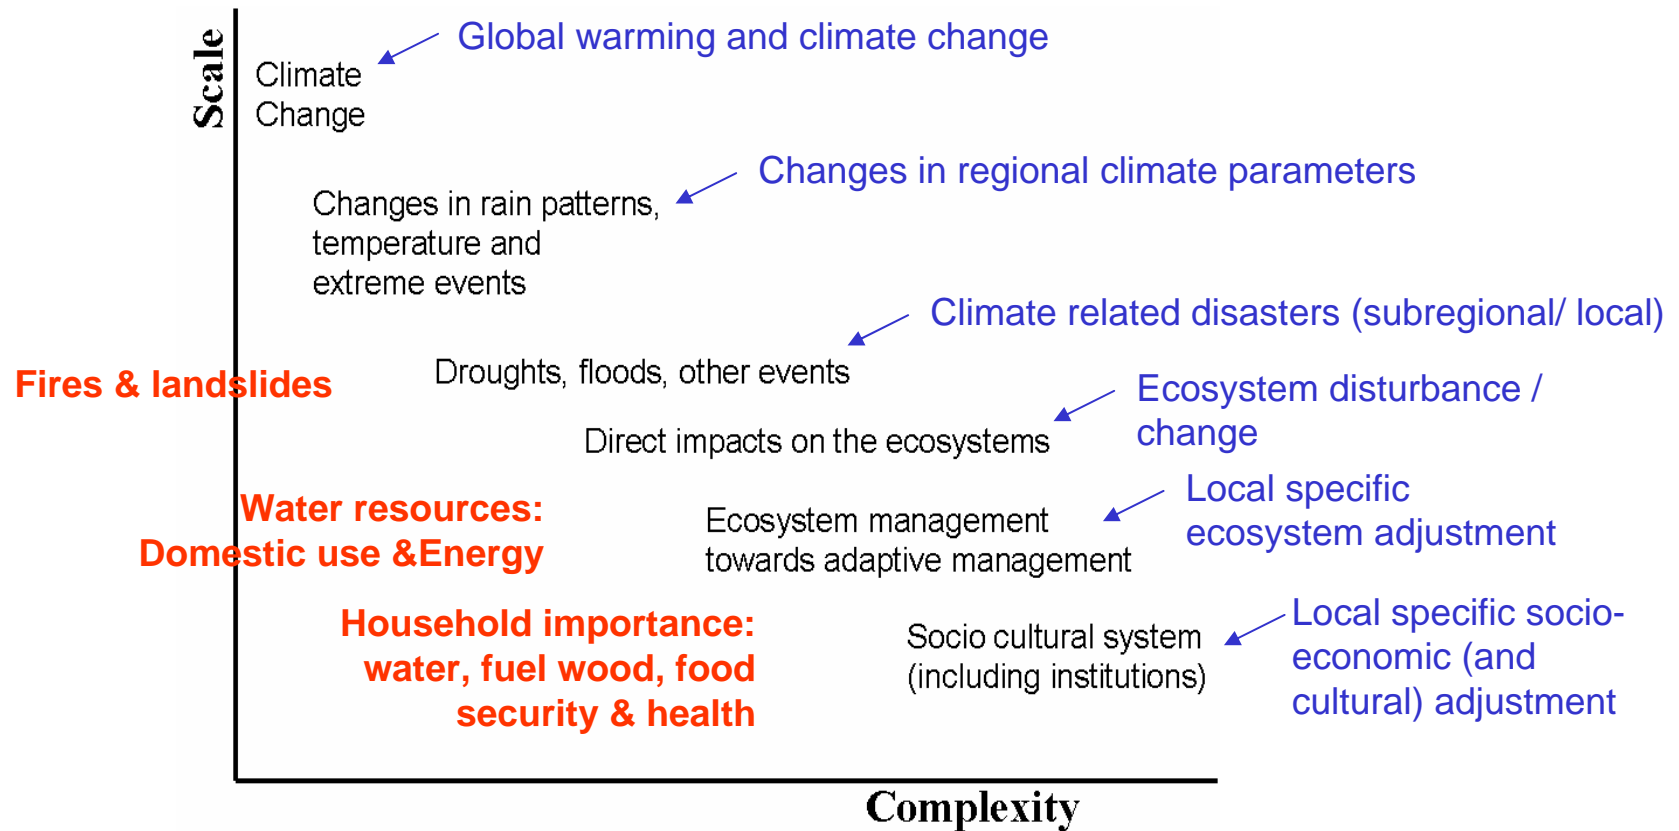 Scale
Global warming and climate change
Climate
Change
Changes in regional climate parameters
Changes in rain patterns,
temperature and
extreme events
Climate related disasters (subregional/ local)
Fires & landslides
Droughts, floods, other events
Ecosystem disturbance /
change
Direct impacts on the ecosystems
Water resources:
Domestic use &Energy
Ecosystem management
towards adaptive management
Local specific
ecosystem adjustment
Household importance:
water, fuel wood, food
security & health
Socio cultural system
(including institutions)
Local specific socio-
economic (and
cultural) adjustment
Complexity